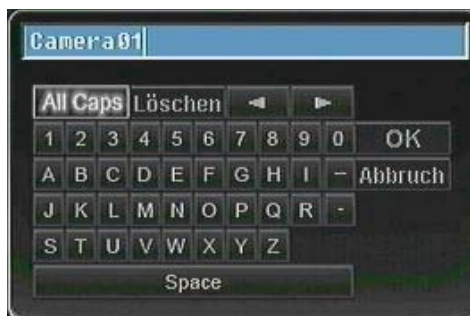 Camera01
All Caps Löschen ◄ ►
1 2 3 4 5 6 7 8 9 0 OK
A B C D E F G H I – Abbruch
J K L M N O P Q R -
S T U V W X Y Z
Space